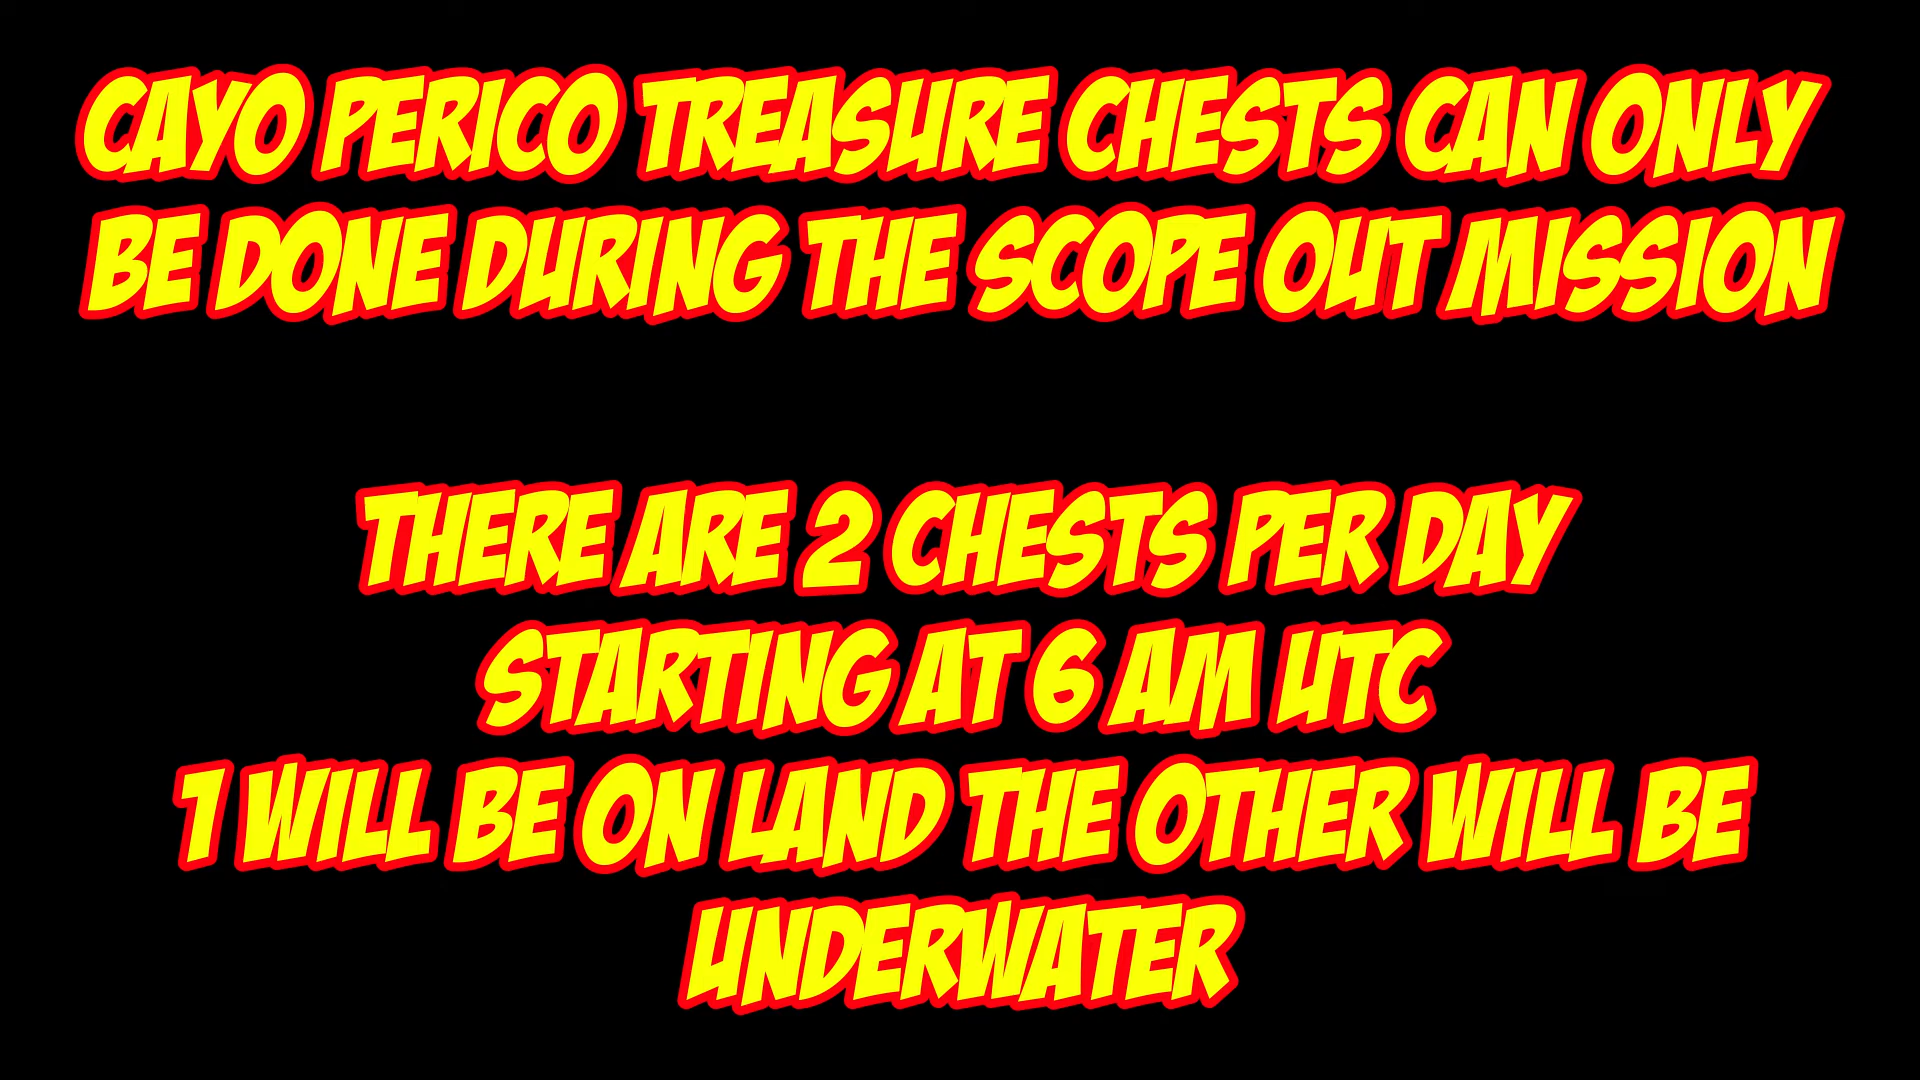 CAYO PERICO TREASURE CHESTS CAN ONLY
BE DONE DURING THE SCOPE OUT MISSION
THERE ARE 2 CHESTS PER DAY
STARTING AT 6 AM UTC
1 WILL BE ON LAND THE OTHER WILL BE
UNDERWATER